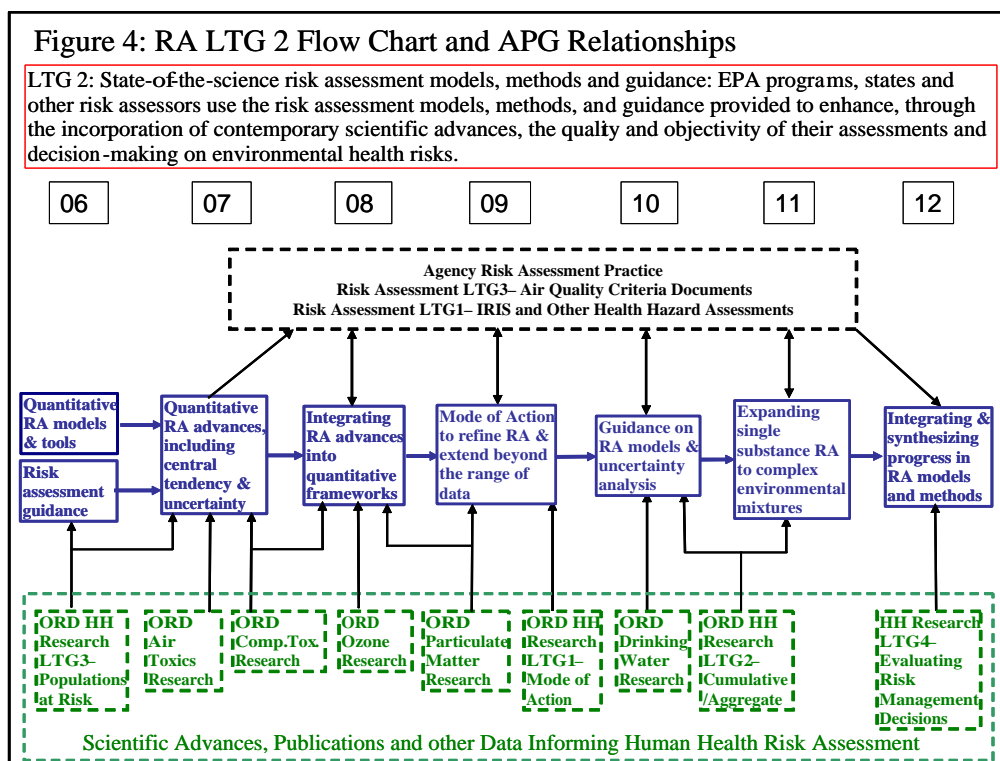 Figure 4: RA LTG 2 Flow Chart and APG Relationships
LTG 2: State-of-the-science risk assessment models, methods and guidance: EPA programs, states and
other risk assessors use the risk assessment models, methods, and guidance provided to enhance, through
the incorporation of contemporary scientific advances, the quality and objectivity of their assessments and
decision-making on environmental health risks.
06
07
08
09
10
11
12
Agency Risk Assessment Practice
Risk Assessment LTG3– Air Quality Criteria Documents
Risk Assessment LTG1– IRIS and Other Health Hazard Assessments
Quantitative
RA models
& tools
Risk
assessment
guidance
Quantitative
RA advances,
including
central
tendency &
uncertainty
Integrating
RA advances
into
quantitative
frameworks
Mode of Action
to refine RA &
extend beyond
the range of
data
Guidance on
RA models &
uncertainty
analysis
Expanding
single
substance RA
to complex
environmental
mixtures
Integrating &
synthesizing
progress in
RA models
and methods
ORD HH
Research
LTG3–
Populations
at Risk
ORD
Air
Toxics
Research
ORD
Comp.Tox.
Research
ORD
Ozone
Research
ORD
Particulate
Matter
Research
ORD HH
Research
LTG1–
Mode of
Action
ORD
Drinking
Water
Research
ORD HH
Research
LTG2–
Cumulative
/Aggregate
HH Research
LTG4–
Evaluating
Risk
Management
Decisions
Scientific Advances, Publications and other Data Informing Human Health Risk Assessment